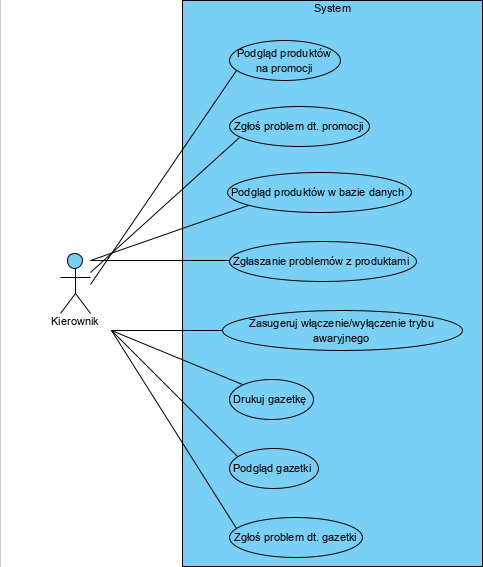 System
Podgląd produktów
na promocji
Zgłoś problem dt. promocji
Podgląd produktów w bazie danych
Zgłaszanie problemów z produktami
Kierownik
Zasugeruj włączenie/wyłączenie trybu
awaryjnego
Drukuj gazetkę
Podgląd gazetki
Zgłoś problem dt. gazetki